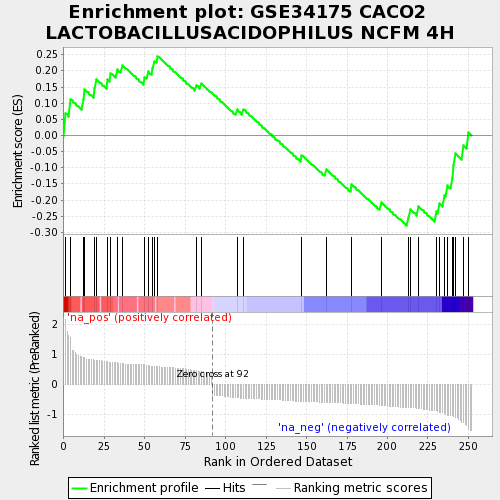 Enrichment plot: GSE34175 CACO2
LACTOBACILLUSACIDOPHILUS NCFM 4H
Enrichment score (ES)
0.25
0.20
0.15
0.10
0.05
0.00
-0.05
-0.10
-0.15
-0.20
-0.25
-0.30
'na_pos' (positively correlated)
Ranked list metric (PreRanked)
2
1
0
-1
Zero cross at 92
'na_neg' (negatively correlated)
0
25
50
75
100
125
150
175
200
225
250
Rank in Ordered Dataset
Enrichment profile
Hits
Ranking metric scores